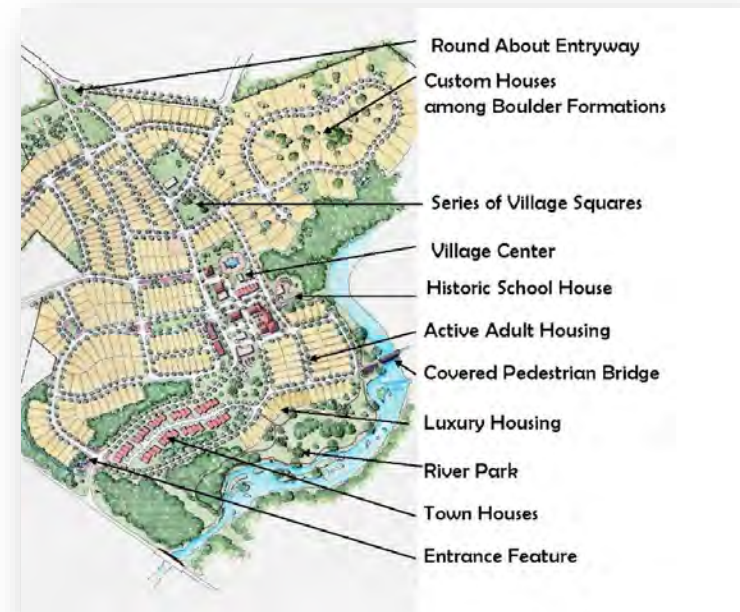 Round About Entryway
Custom Houses
among Boulder Formations
Series of Village Squares
Village Center
Historic School House
Active Adult Housing
Covered Pedestrian Bridge
Luxury Housing
River Park
Town Houses
Entrance Feature